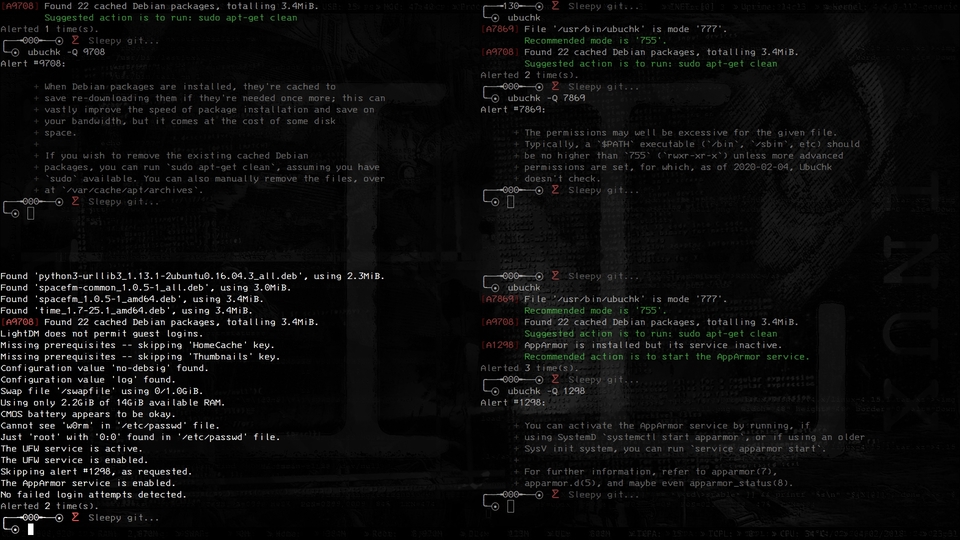 [A9708] Found 22 cached Debian packages, totalling 3.4MiB.
Suggested action is to run: sudo apt-get clean
Alerted 1 time(s).
000 Σ Sleepy git...
ubuchk -Q 9708
Alert #9708:
+ When Debian packages are installed, they're cached to
+ save re-downloading them if they're needed once more; this can
+ vastly improve the speed of package installation and save on
+ your bandwidth, but it comes at the cost of some disk
+ space.
+
+ If you wish to remove the existing cached Debian
+ packages, you can run `sudo apt-get clean`, assuming you have
+ `sudo` available. You can also manually remove the files, over
+ at `/var/cache/apt/archives`.
000 Σ Sleepy git...
130 Σ Sleepy git...
ubuchk
[A7869] File '/usr/bin/ubuchk' is mode '777'.
Recommended mode is '755'.
[A9708] Found 22 cached Debian packages, totalling 3.4MiB.
Suggested action is to run: sudo apt-get clean
Alerted 2 time(s).
000 Σ Sleepy git...
ubuchk -Q 7869
Alert #7869:
+ The permissions may well be excessive for the given file.
+ Typically, a `$PATH` executable (`/bin`, `/sbin`, etc) should
+ be no higher than `755` (`rwxr-xr-x`) unless more advanced
+ permissions are set, for which, as of 2020-02-04, UbuChk
+ doesn't check.
000 Σ Sleepy git...
Found 'python3-urllib3_1.13.1-2ubuntu0.16.04.3_all.deb', using 2.3MiB.
Found 'spacefm-common_1.0.5-1_all.deb', using 3.0MiB.
Found 'spacefm_1.0.5-1_amd64.deb', using 3.4MiB.
Found 'time_1.7-25.1_amd64.deb', using 3.4MiB.
[A9708] Found 22 cached Debian packages, totalling 3.4MiB.
LightDM does not permit guest logins.
Missing prerequisites -- skipping 'HomeCache' key.
Missing prerequisites -- skipping 'Thumbnails' key.
Configuration value 'no-debsig' found.
Configuration value 'log' found.
Swap file '/swapfile' using 0/1.0GiB.
Using only 2.2GiB of 14GiB available RAM.
CMOS battery appears to be okay.
Cannot see 'w0rm' in '/etc/passwd' file.
Just 'root' with '0:0' found in '/etc/passwd' file.
The UFW service is active.
The UFW service is enabled.
Skipping alert #1298, as requested.
The AppArmor service is enabled.
No failed login attempts detected.
Alerted 2 time(s).
000 Σ Sleepy git...
000 Σ Sleepy git...
ubuchk
[A7869] File '/usr/bin/ubuchk' is mode '777'.
Recommended mode is '755'.
[A9708] Found 22 cached Debian packages, totalling 3.4MiB.
Suggested action is to run: sudo apt-get clean
[A1298] AppArmor is installed but its service inactive.
Recommended action is to start the AppArmor service.
Alerted 3 time(s).
000 Σ Sleepy git...
ubuchk -Q 1298
Alert #1298:
+ You can activate the AppArmor service by running, if
+ using SystemD `systemctl start apparmor`, or if using an older
+ SysV init system, you can run `service apparmor start`.
+
+ For further information, refer to apparmor(7),
+ apparmor.d(5), and maybe even apparmor_status(8).
000 Σ Sleepy git...
LINUX